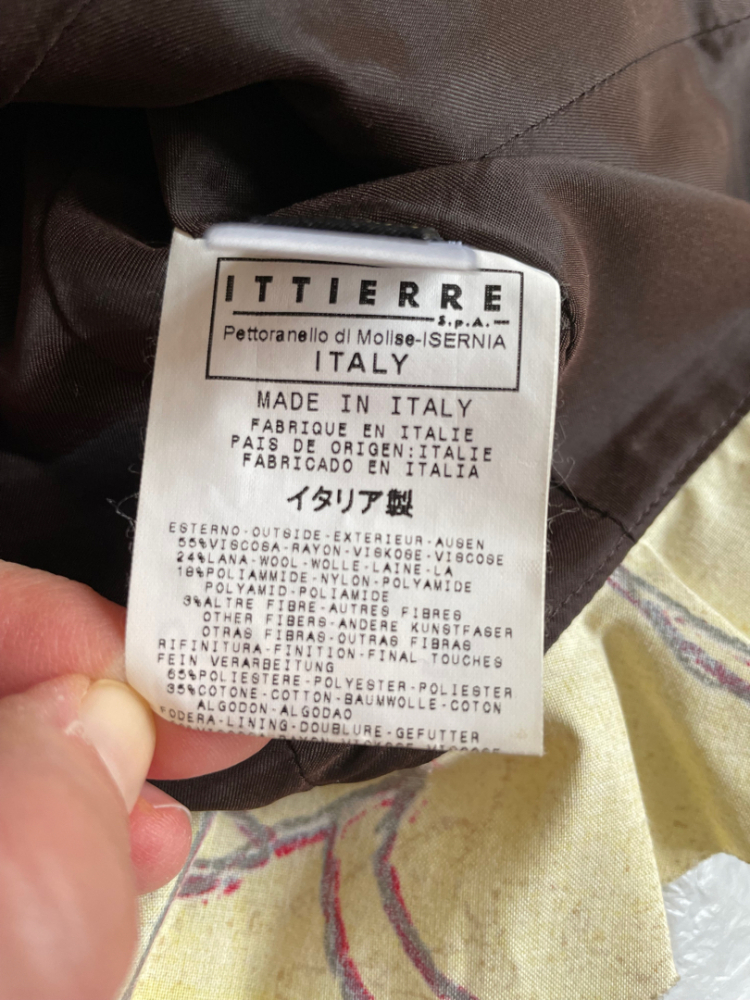 ITTIERRE
S.p.A.
Pettoranello di Molise-ISERNIA
ITALY
MADE IN ITALY
FABRIQUE EN ITALIE
PAIS DE ORIGEN:ITALIE
FABRICADO EN ITALIA
イタリア製
ESTERNO-OUTSIDE-EXTERIEUR-AUSEN
55%VISCOSA-RAYON-VISKOSE-VISCOSE
24%LANA-WOOL-WOLLE-LAINE-LA
18%POLIAMMIDE-NYLON-POLYAMIDE
POLYAMID-POLIAMIDE
3%ALTRE FIBRE-AUTRES FIBRES
OTHER FIBERS-ANDERE KUNSTFASER
OTRAS FIBRAS-OUTRAS FIBRAS
RIFINITURA-FINITION-FINAL TOUCHES
FEIN VERARBEITUNG
65%POLIESTERE-POLYESTER-POLIESTER
35%COTONE-COTTON-BAUMWOLLE-COTON
ALGODON-ALGODAO
FODERA-LINING-DOUBLURE-GEFUTTER